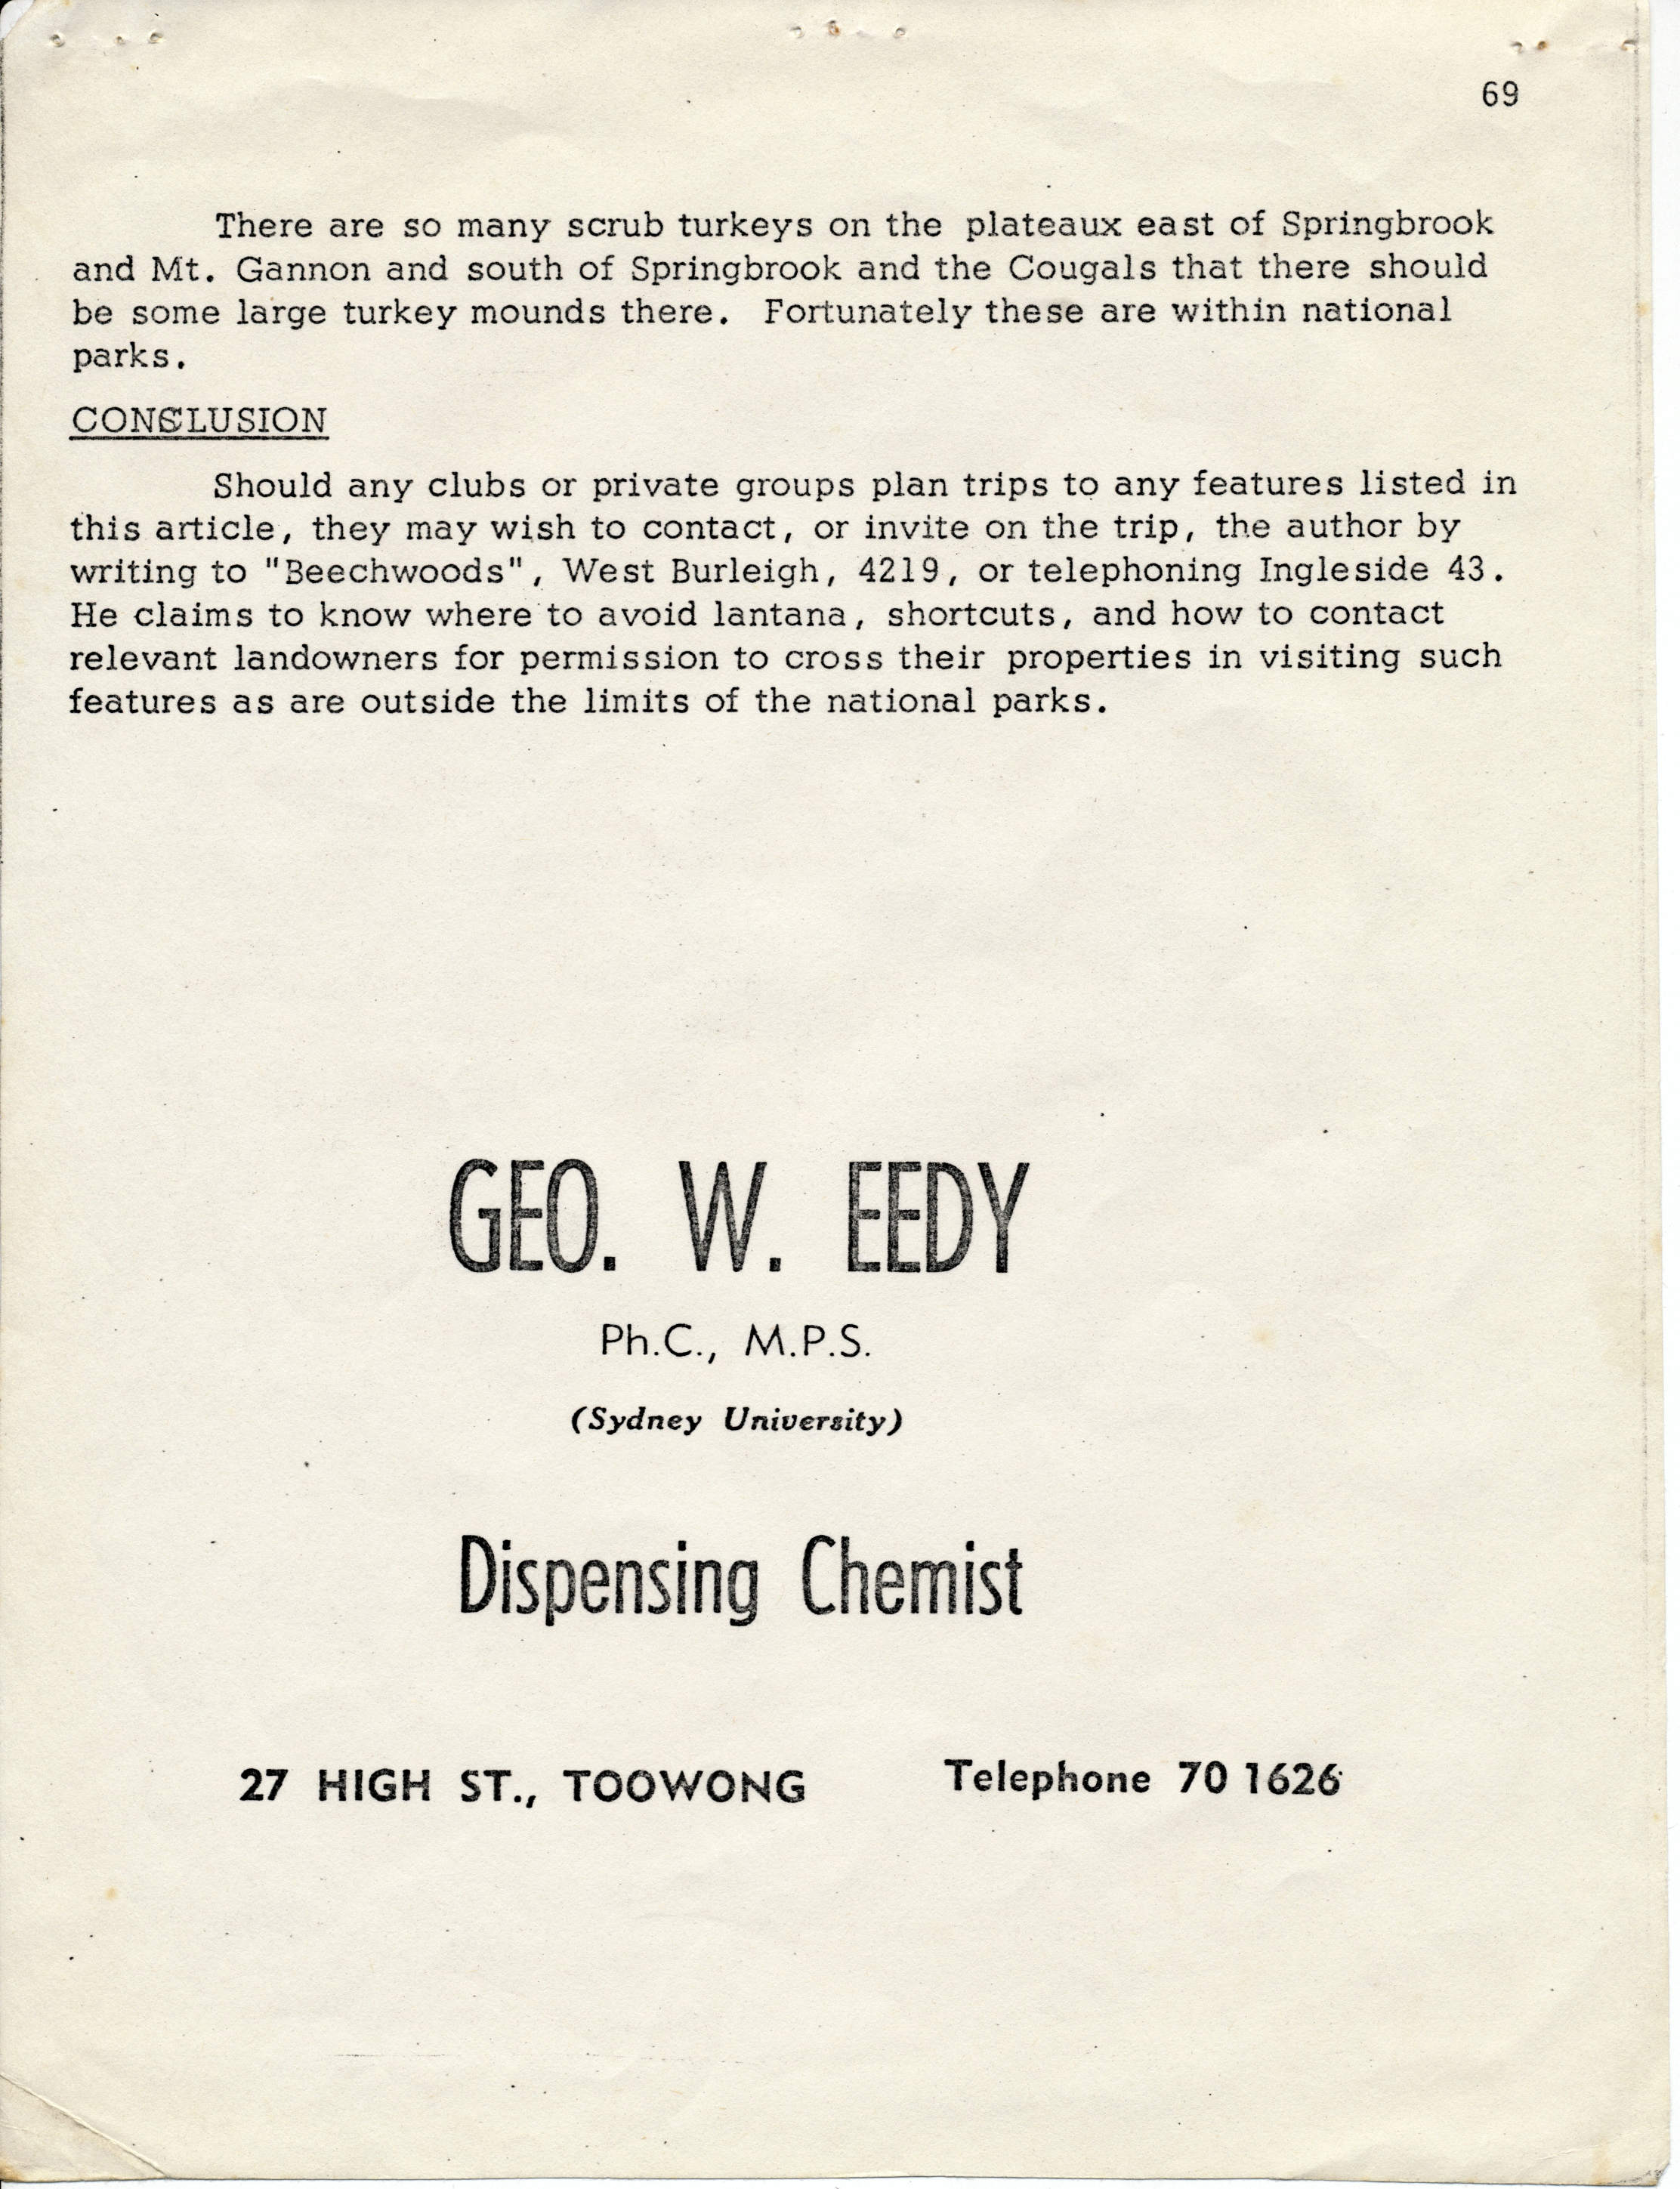 69
There are so many scrub turkeys on the plateaux east of Springbrook
and Mt. Gannon and south of Springbrook and the Cougals that there should
be some large turkey mounds there. Fortunately these are within national
parks.
CONCLUSION
Should any clubs or private groups plan trips to any features listed in
this article, they may wish to contact, or invite on the trip, the author by
writing to "Beechwoods", West Burleigh, 4219, or telephoning Ingleside 43.
He claims to know where to avoid lantana, shortcuts, and how to contact
relevant landowners for permission to cross their properties in visiting such
features as are outside the limits of the national parks.
GEO. W. EEDY
Ph.C., M.P.S.
(Sydney University)
Dispensing Chemist
27 HIGH ST., TOOWONG Telephone 70 1626